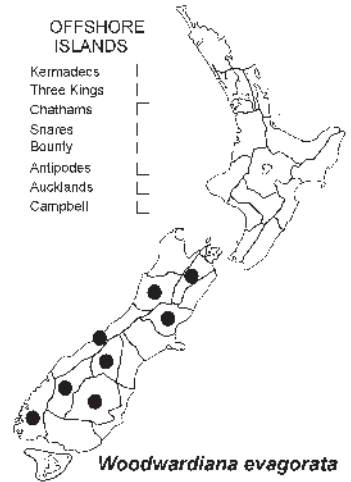 OFFSHORE
ISLANDS
Kermadecs
Three Kings
Chathams
Snares
Bounty
Antipodes
Aucklands
Campbell
Woodwardiana evagorata